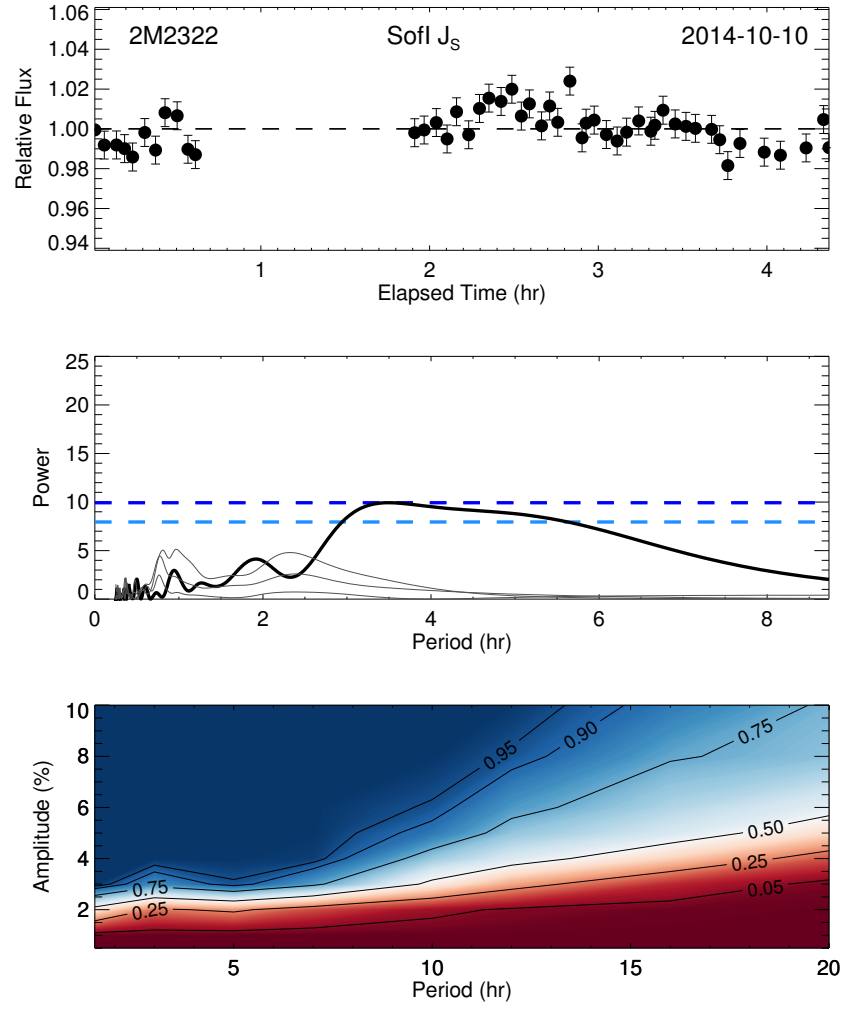 1.06
2M2322 SofI J_S 2014-10-10
1.04
1.02
1.00
0.98
0.96
0.94
Relative Flux
1 2 3 4
Elapsed Time (hr)
25
20
15
10
5
0
Power
0 2 4 6 8
Period (hr)
10
8
6
4
2
Amplitude (%)
0.95
0.90
0.75
0.75
0.50
0.25
0.25
0.05
5 10 15 20
Period (hr)